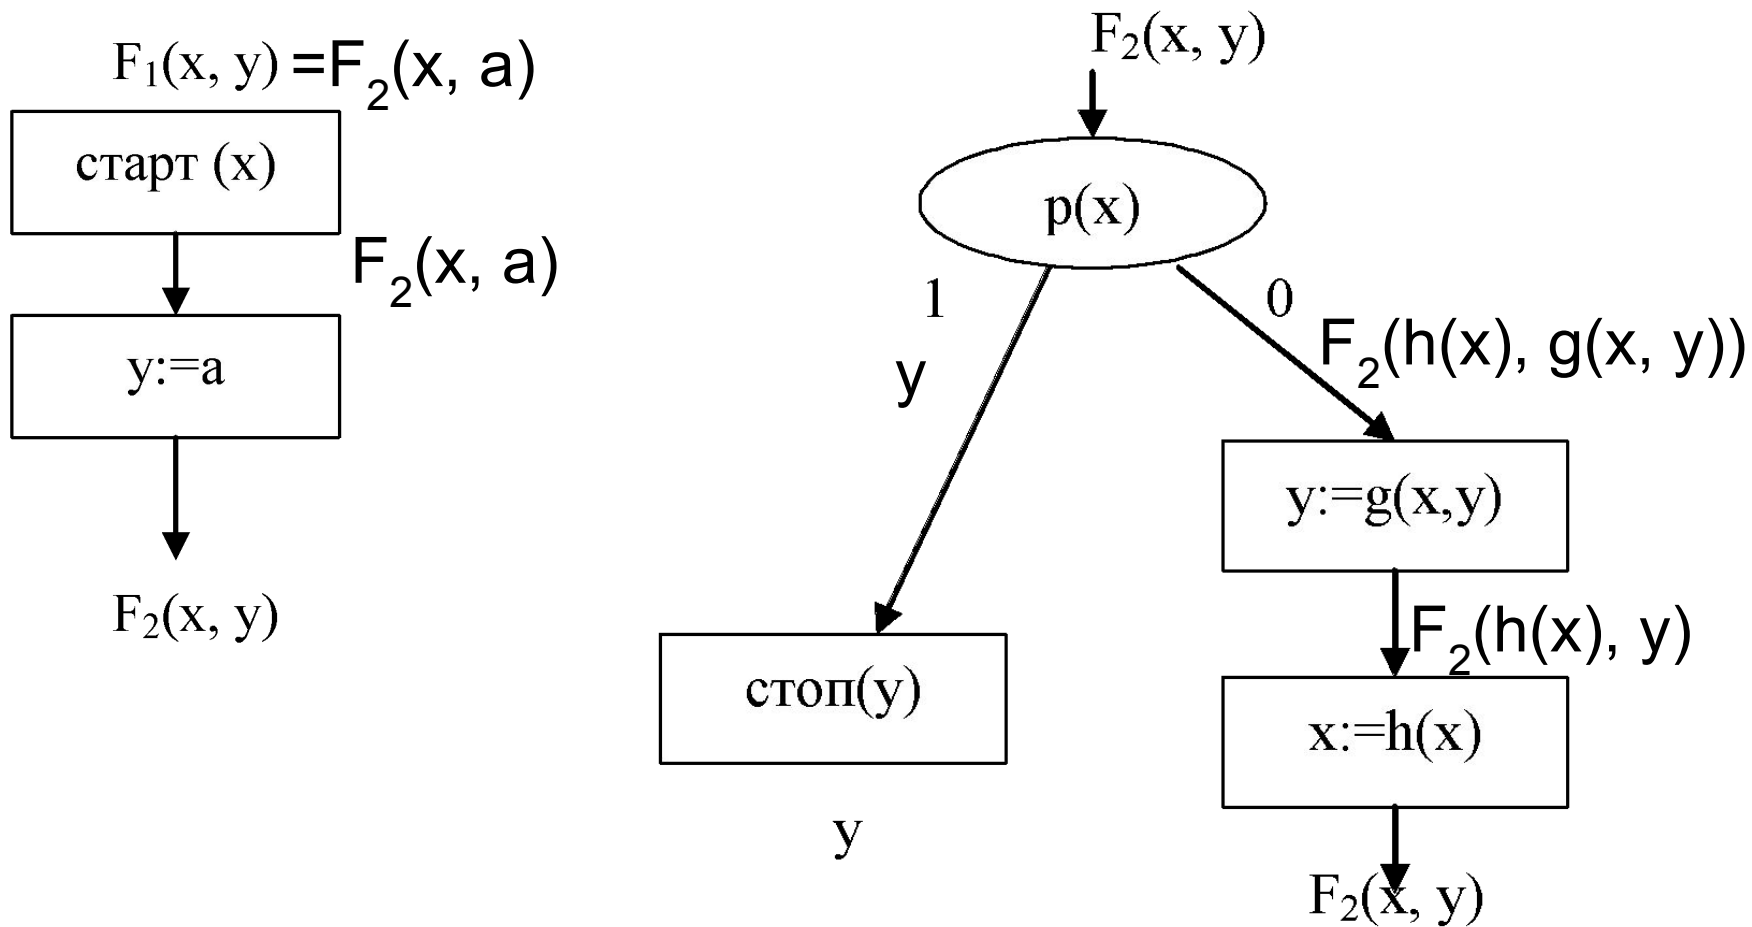 F₁(x, y) =F₂(x, a)
старт (x)
F₂(x, a)
y:=a
F₂(x, y)
F₂(x, y)
p(x)
1
0
y
F₂(h(x), g(x, y))
y:=g(x,y)
F₂(h(x), y)
стоп(y)
x:=h(x)
y
F₂(x, y)